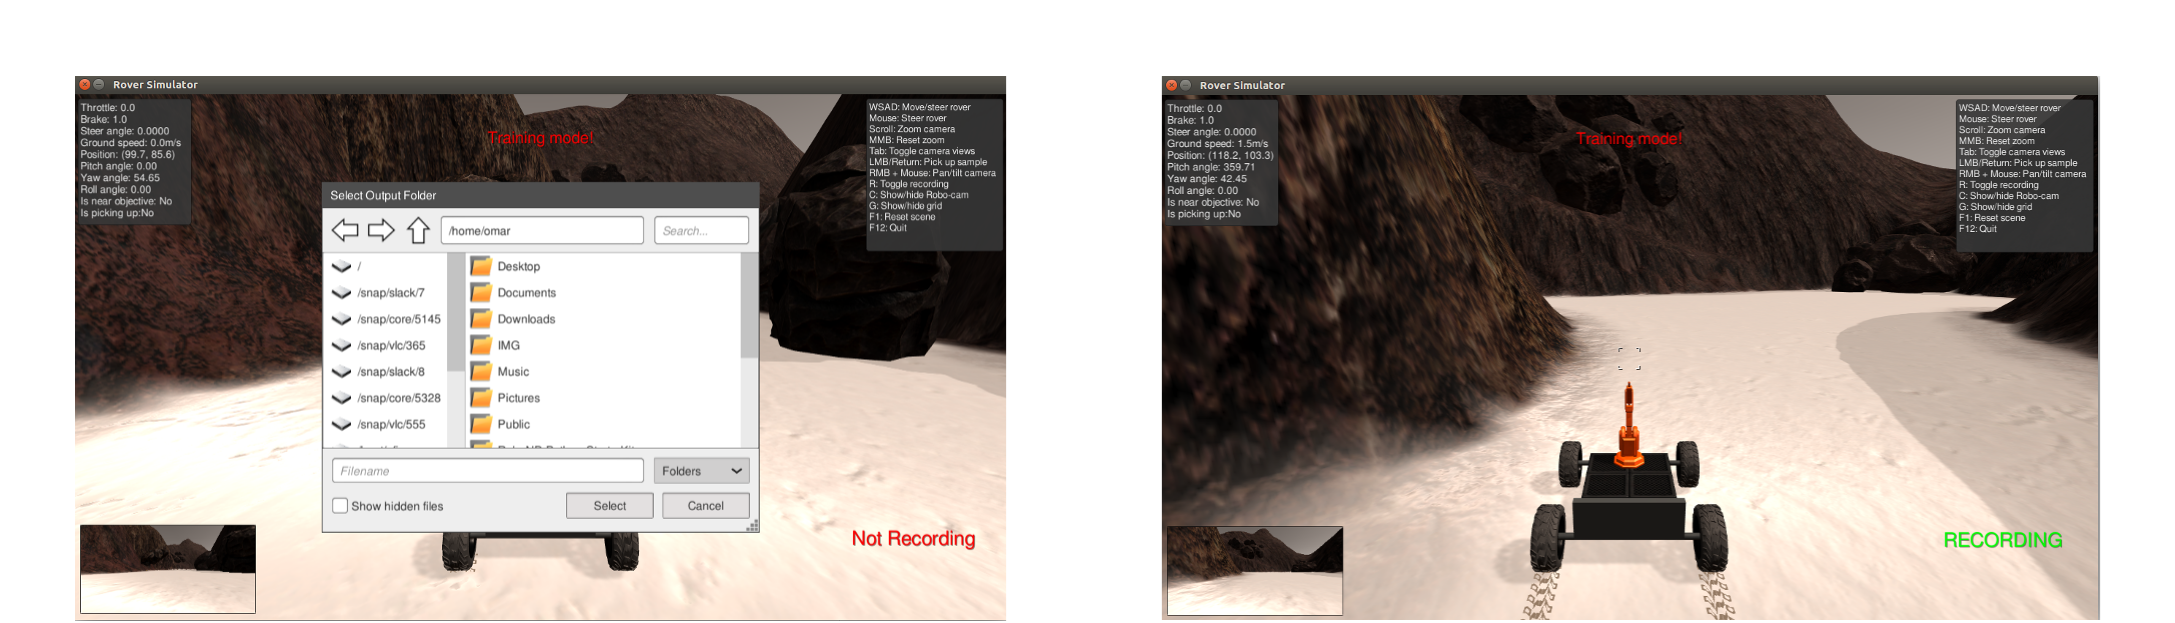 Rover Simulator
Throttle: 0.0
Brake: 1.0
Steer angle: 0.0000
Ground speed: 0.0m/s
Position: (99.7, 85.6)
Pitch angle: 0.00
Yaw angle: 54.65
Roll angle: 0.00
Is near objective: No
Is picking up:No
Training mode!
WSAD: Move/steer rover
Mouse: Steer rover
Scroll: Zoom camera
MMB: Reset zoom
Tab: Toggle camera views
LMB/Return: Pick up sample
RMB + Mouse: Pan/tilt camera
R: Toggle recording
C: Show/hide Robo-cam
G: Show/hide grid
F1: Reset scene
F12: Quit
Select Output Folder
/home/omar
Search...
/
/snap/slack/7
/snap/core/5145
/snap/vlc/365
/snap/slack/8
/snap/core/5328
/snap/vlc/555
Desktop
Documents
Downloads
IMG
Music
Pictures
Public
Filename
Folders
Show hidden files
Select
Cancel
Not Recording
Rover Simulator
Throttle: 0.0
Brake: 1.0
Steer angle: 0.0000
Ground speed: 1.5m/s
Position: (118.2, 103.3)
Pitch angle: 359.71
Yaw angle: 42.45
Roll angle: 0.00
Is near objective: No
Is picking up:No
Training mode!
WSAD: Move/steer rover
Mouse: Steer rover
Scroll: Zoom camera
MMB: Reset zoom
Tab: Toggle camera views
LMB/Return: Pick up sample
RMB + Mouse: Pan/tilt camera
R: Toggle recording
C: Show/hide Robo-cam
G: Show/hide grid
F1: Reset scene
F12: Quit
RECORDING